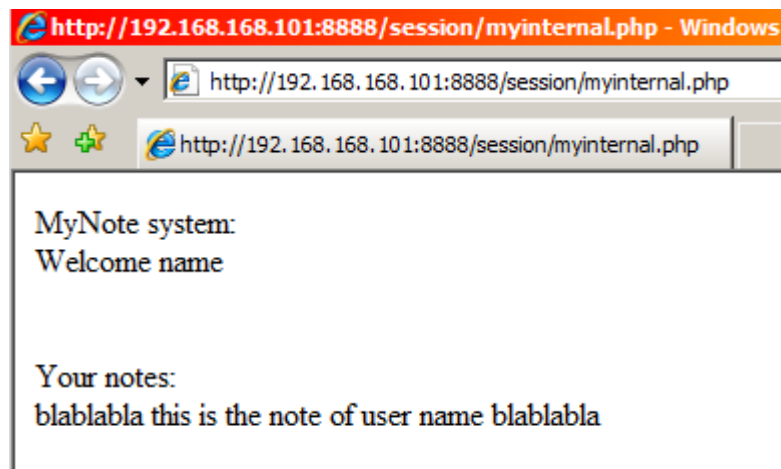 http://192.168.168.101:8888/session/myinternal.php - Windows
http://192.168.168.101:8888/session/myinternal.php
http://192.168.168.101:8888/session/myinternal.php
MyNote system:
Welcome name
Your notes:
blablabla this is the note of user name blablabla